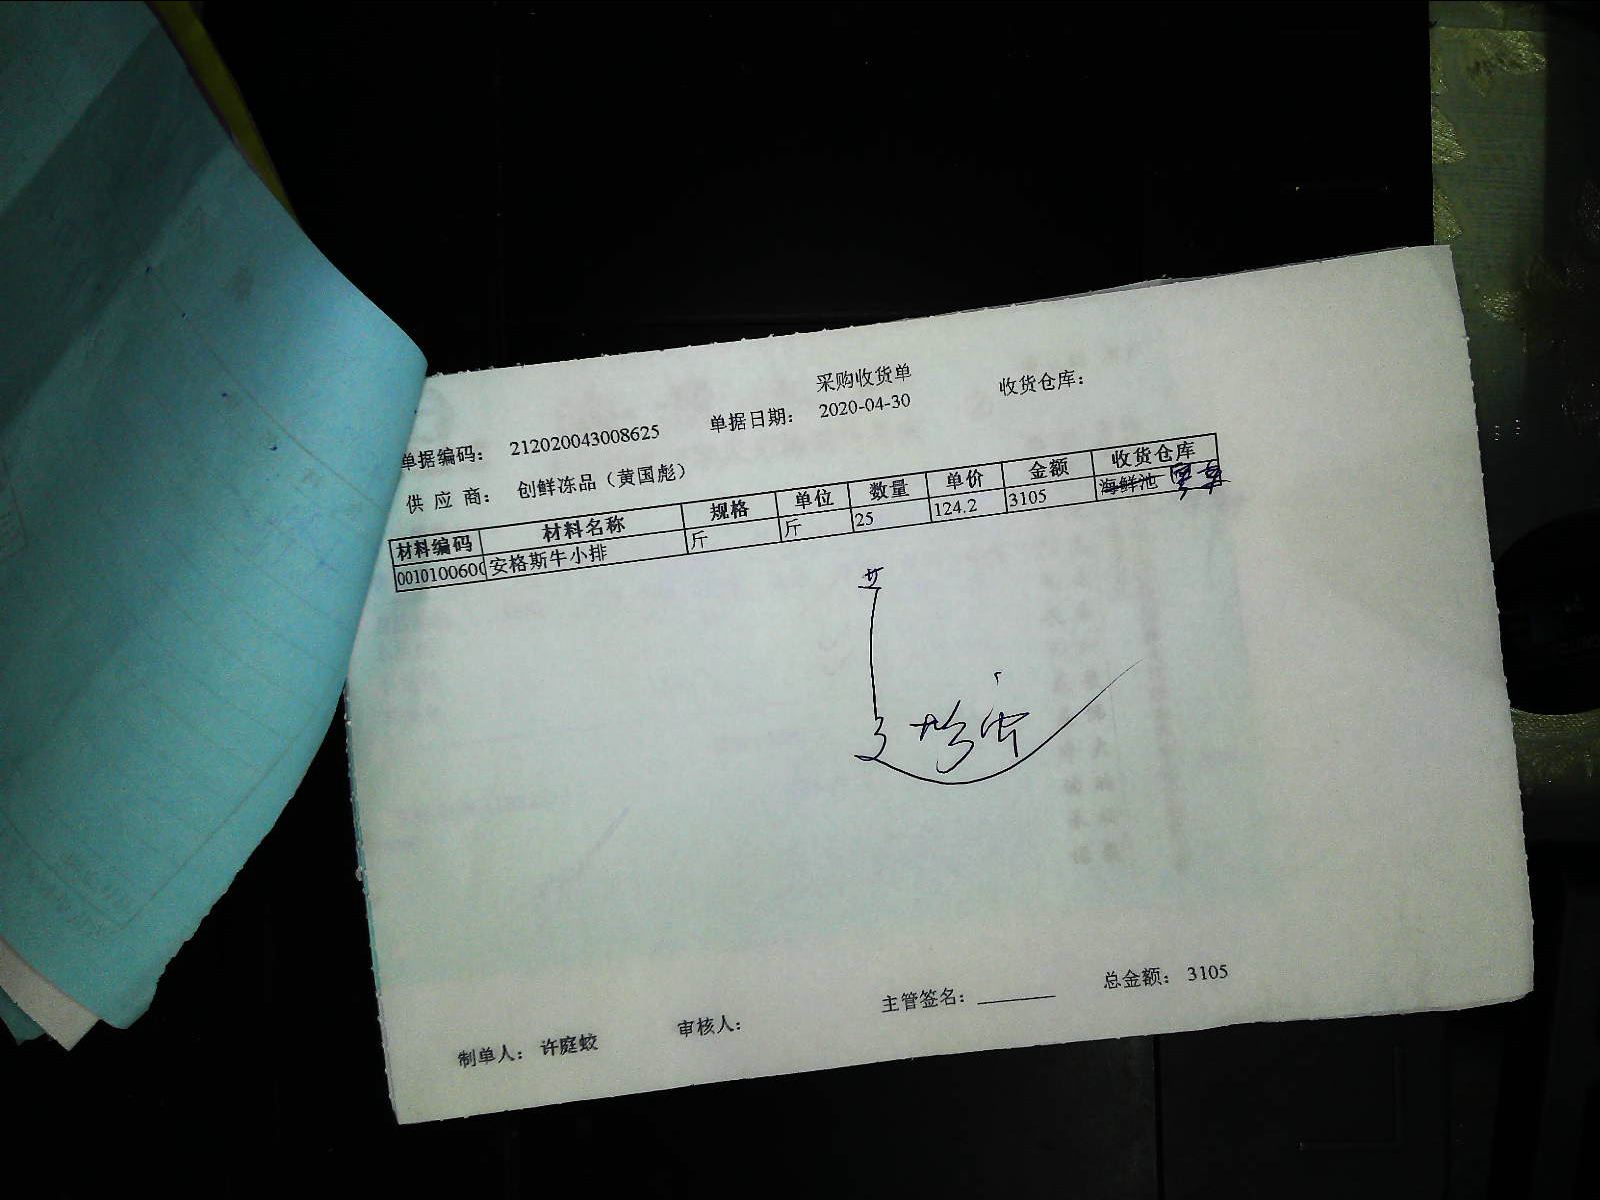 采购收货单
单据编码： 212020043008625 单据日期： 2020-04-30 收货仓库：
供 应 商： 创鲜冻品（黄国彪）
材料编码 材料名称 规格 单位 数量 单价 金额 收货仓库
0010100600 安格斯牛小排 斤 斤 25 124.2 3105 海鲜池
制单人： 许庭蛟 审核人： 主管签名： 总金额： 3105